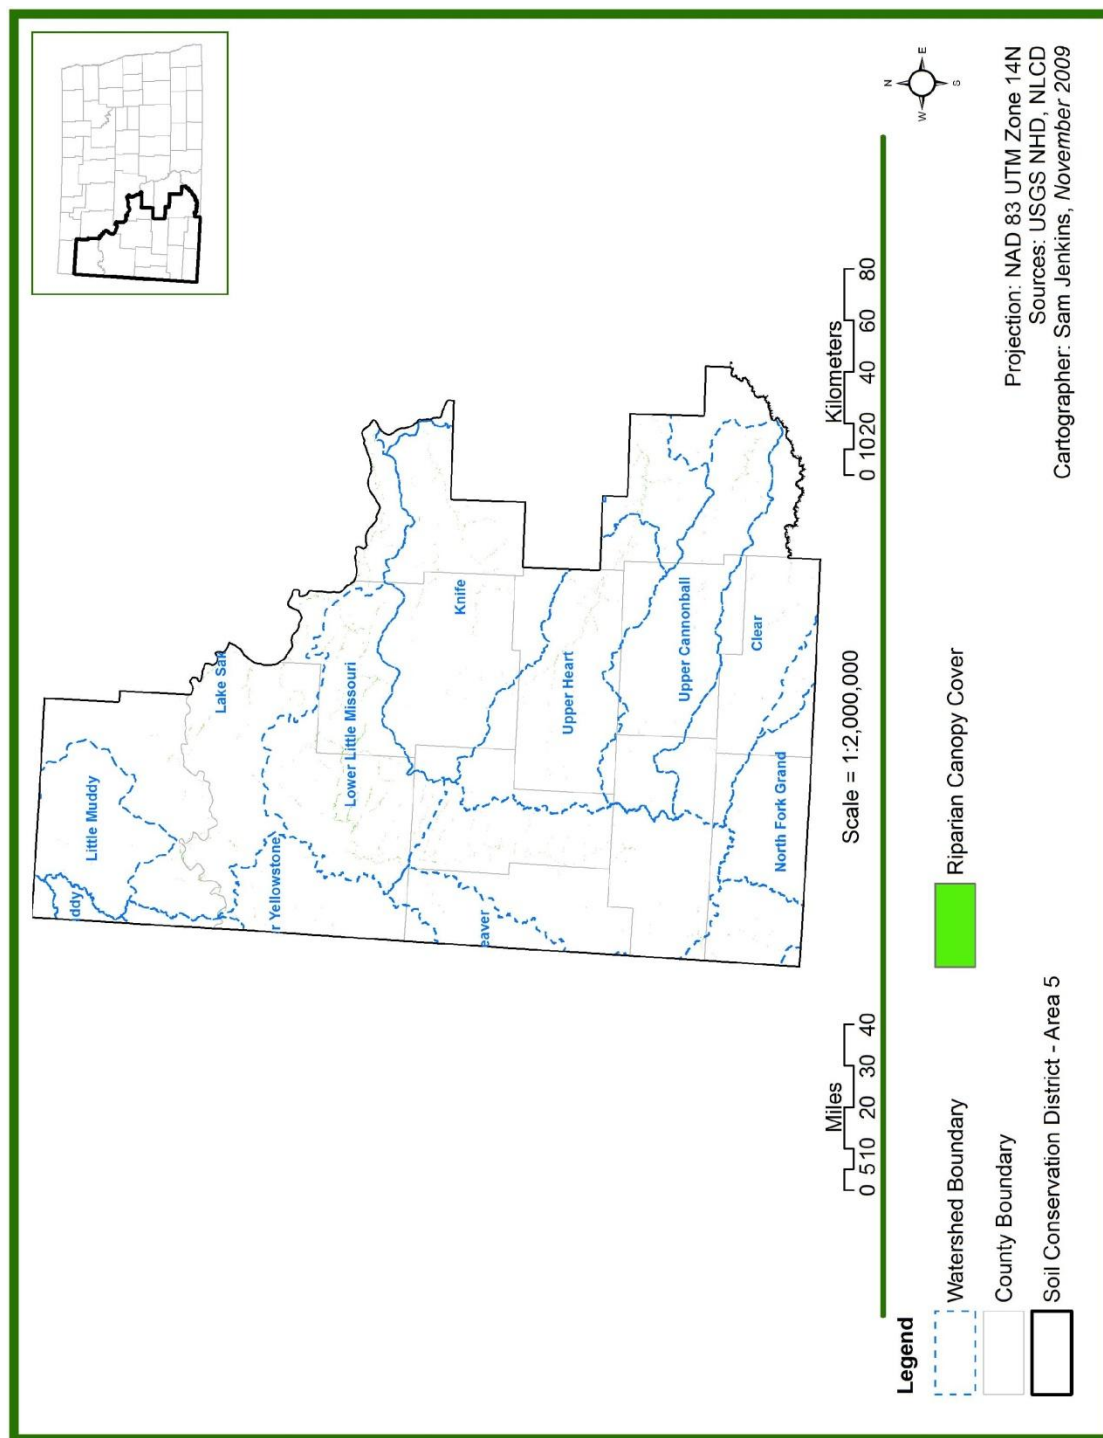 N
W E
S
Little Muddy
ddy
Lake Sak
r Yellowstone
Lower Little Missouri
Knife
eaver
Upper Heart
Upper Cannonball
Clear
North Fork Grand
Miles
0 5 10 20 30 40
Scale = 1:2,000,000
Kilometers
0 10 20 40 60 80
Legend
Watershed Boundary
County Boundary
Soil Conservation District - Area 5
Riparian Canopy Cover
Projection: NAD 83 UTM Zone 14N
Sources: USGS NHD, NLCD
Cartographer: Sam Jenkins, November 2009